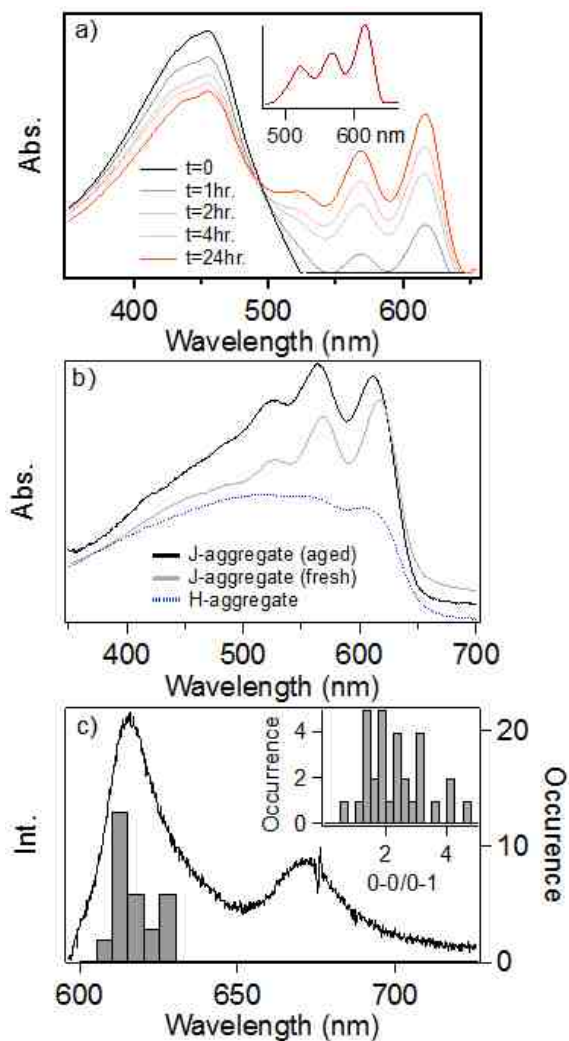 a)
Abs.
t=0
t=1hr.
t=2hr.
t=4hr.
t=24hr.
500 600 nm
400 500 600
Wavelength (nm)
b)
Abs.
J-aggregate (aged)
J-aggregate (fresh)
H-aggregate
400 500 600 700
Wavelength (nm)
c)
Int.
Occurrence
4
2
0
2 4
0-0/0-1
20
10
0
Occurence
600 650 700
Wavelength (nm)